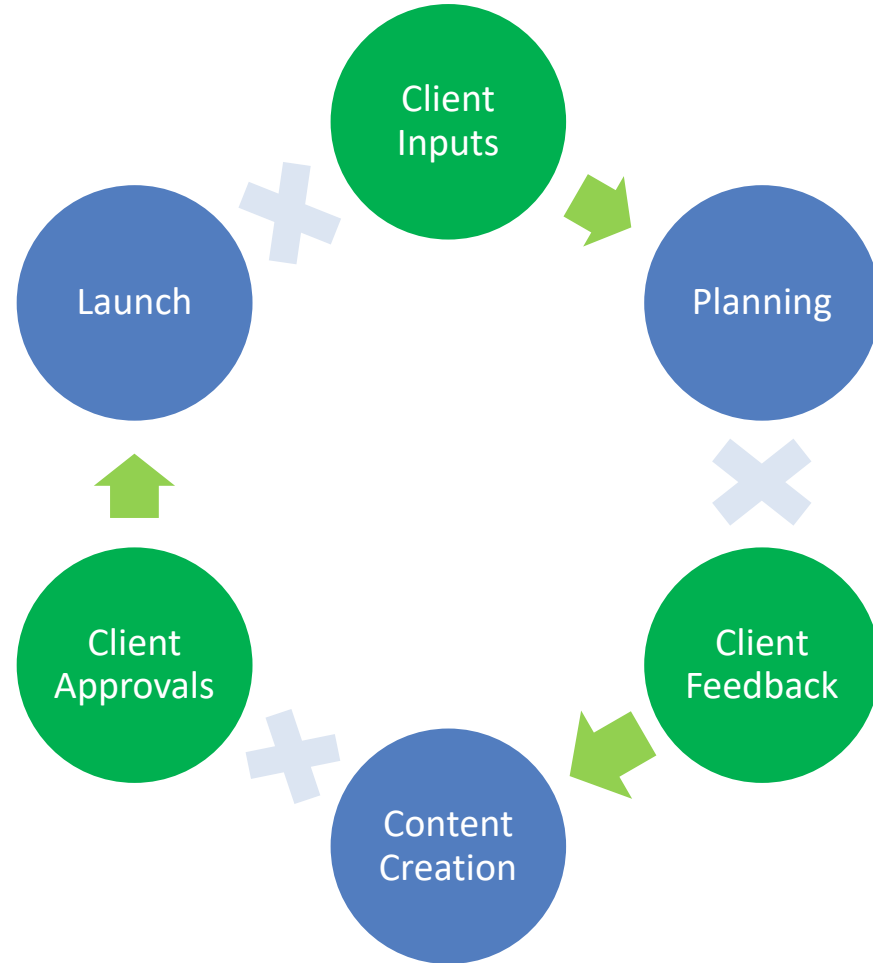 Client
Inputs
Planning
Client
Feedback
Content
Creation
Client
Approvals
Launch